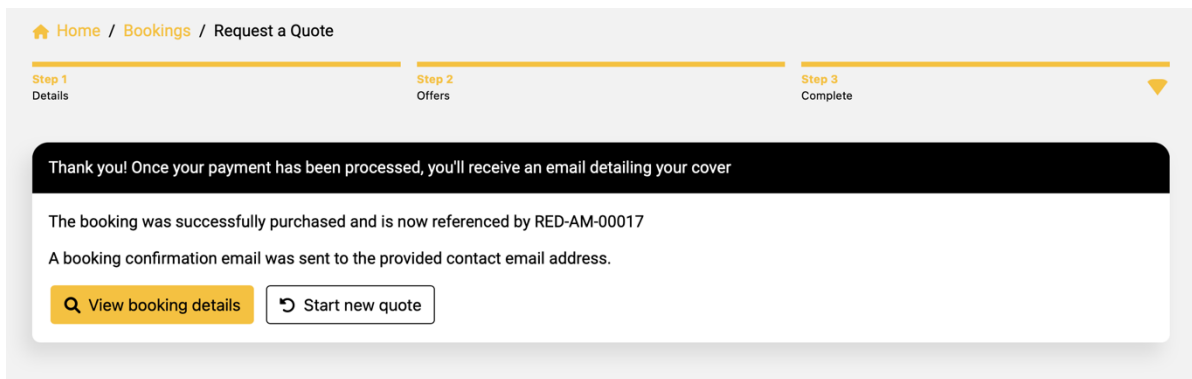 Home / Bookings / Request a Quote
Step 1
Details
Step 2
Offers
Step 3
Complete
Thank you! Once your payment has been processed, you'll receive an email detailing your cover
The booking was successfully purchased and is now referenced by RED-AM-00017
A booking confirmation email was sent to the provided contact email address.
View booking details
Start new quote